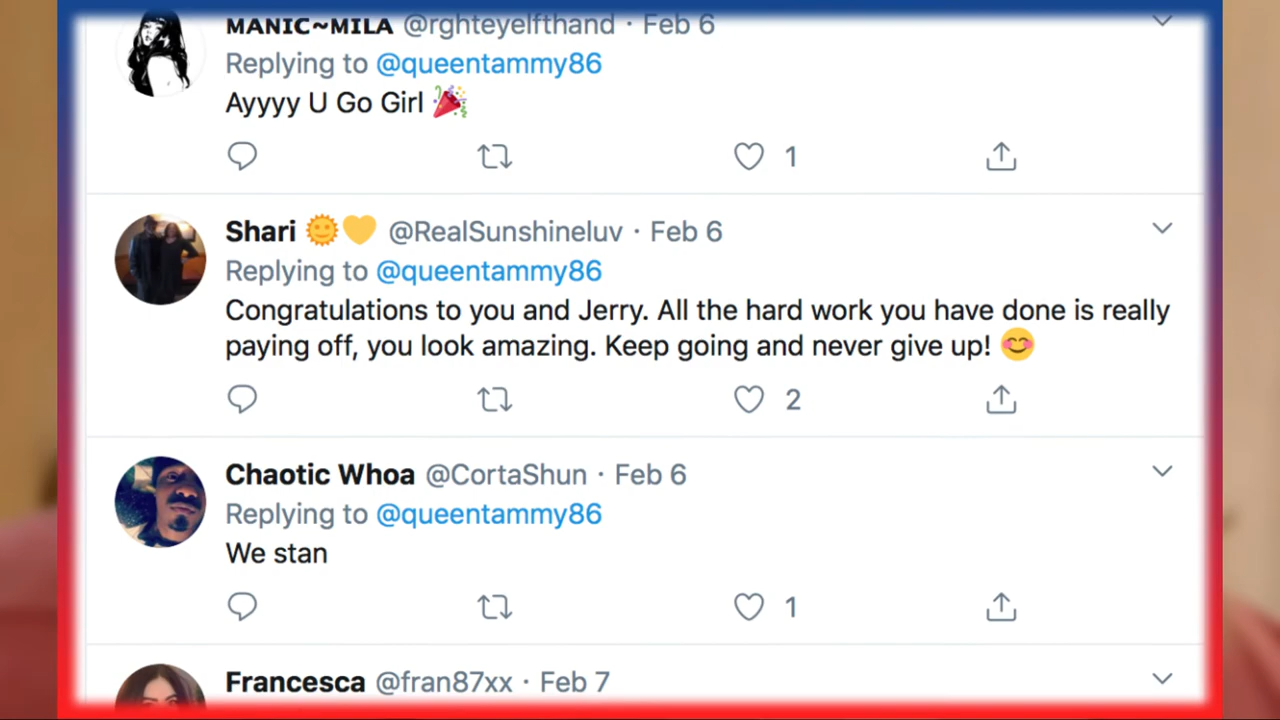 MANIC~MILA @rghteyelfthand · Feb 6
Replying to @queentammy86
Ayyyy U Go Girl 🎉
1
Shari 🌞💛 @RealSunshineluv · Feb 6
Replying to @queentammy86
Congratulations to you and Jerry. All the hard work you have done is really
paying off, you look amazing. Keep going and never give up! 😊
2
Chaotic Whoa @CortaShun · Feb 6
Replying to @queentammy86
We stan
1
Francesca @fran87xx · Feb 7